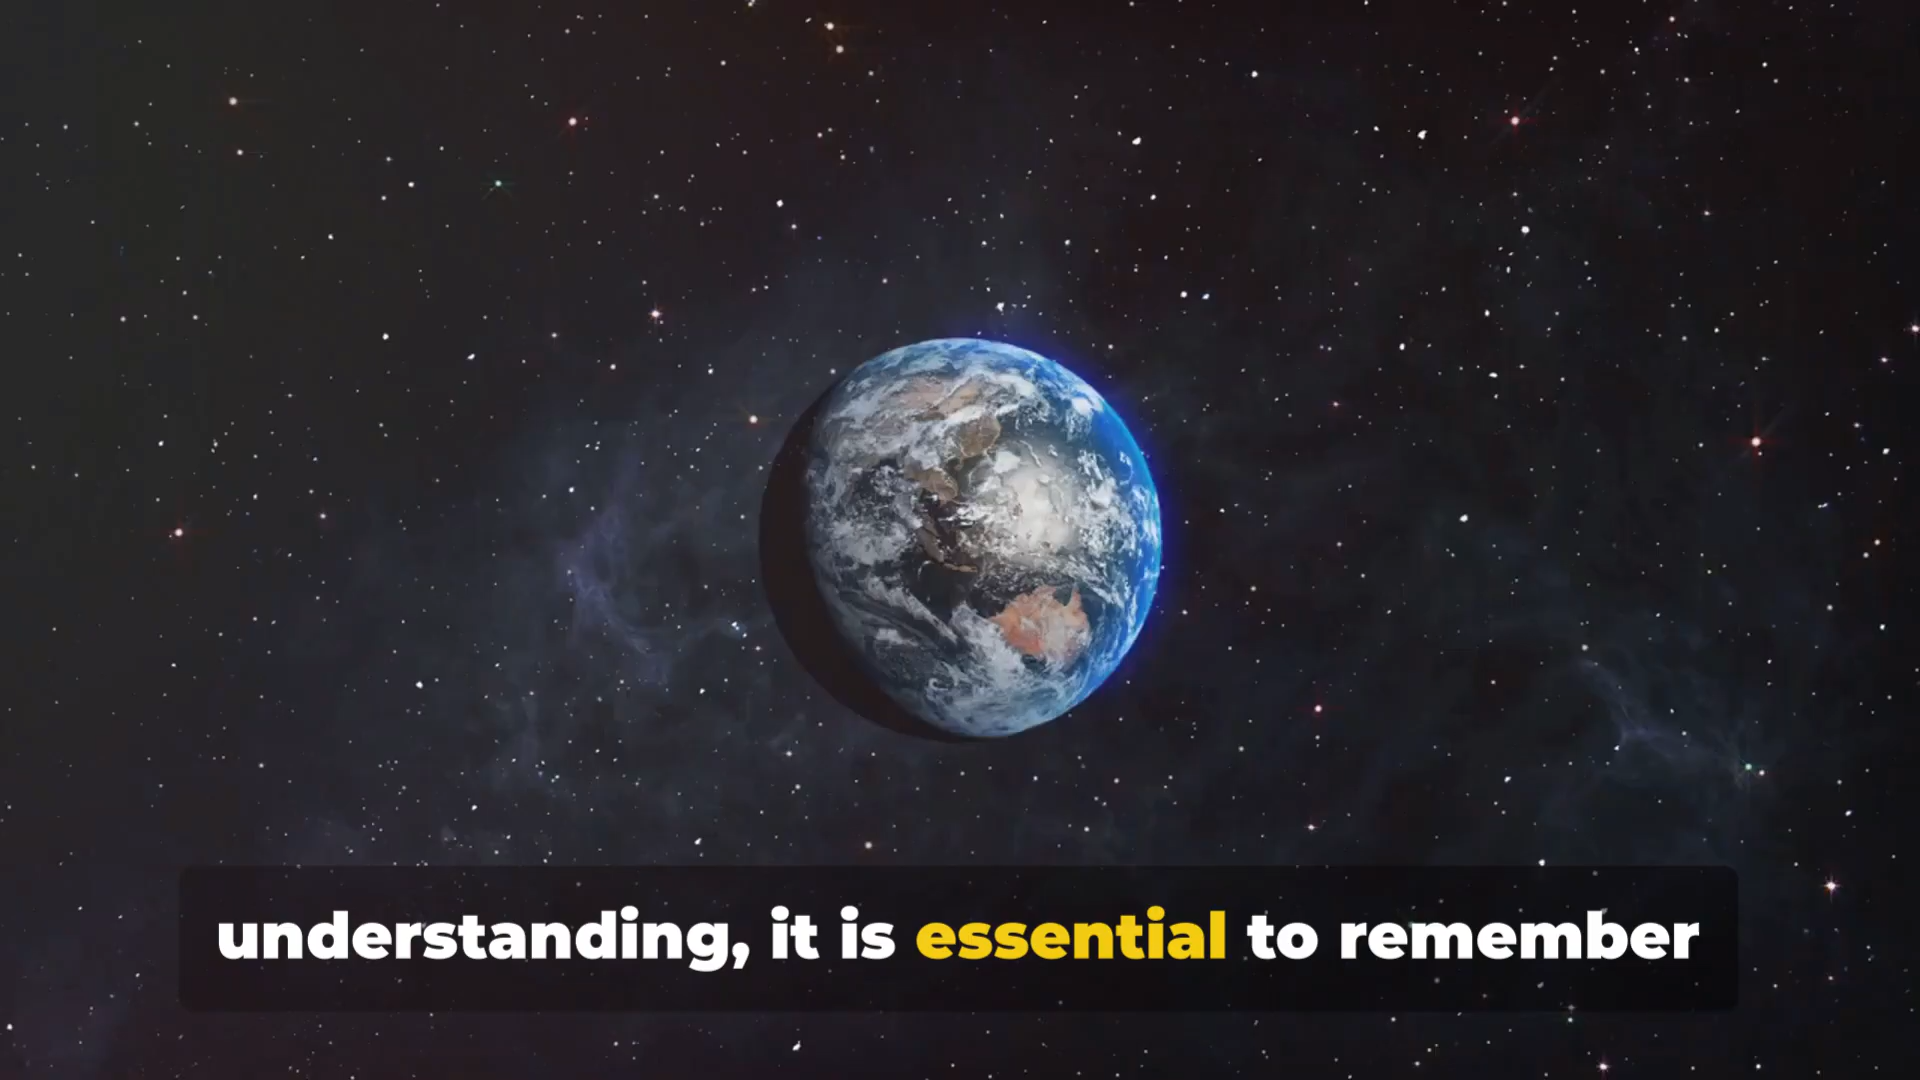 understanding, it is essential to remember